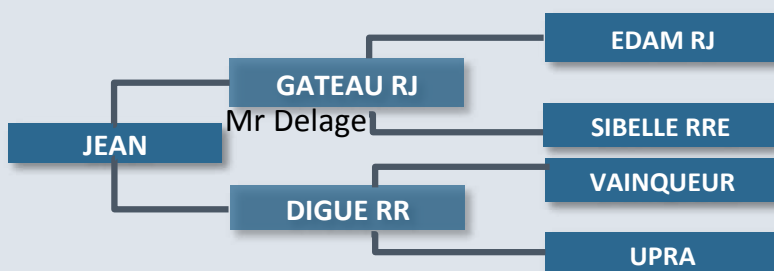 EDAM RJ
GATEAU RJ
Mr Delage
SIBELLE RRE
JEAN
VAINQUEUR
DIGUE RR
UPRA